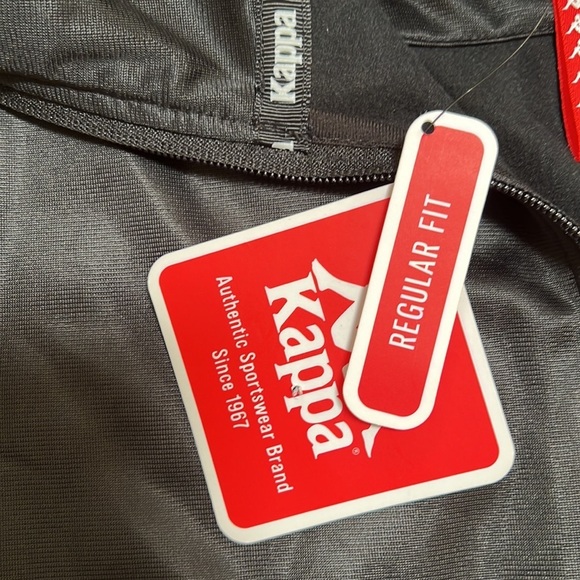 Kappa
REGULAR FIT
Kappa®
Authentic Sportswear Brand
Since 1967